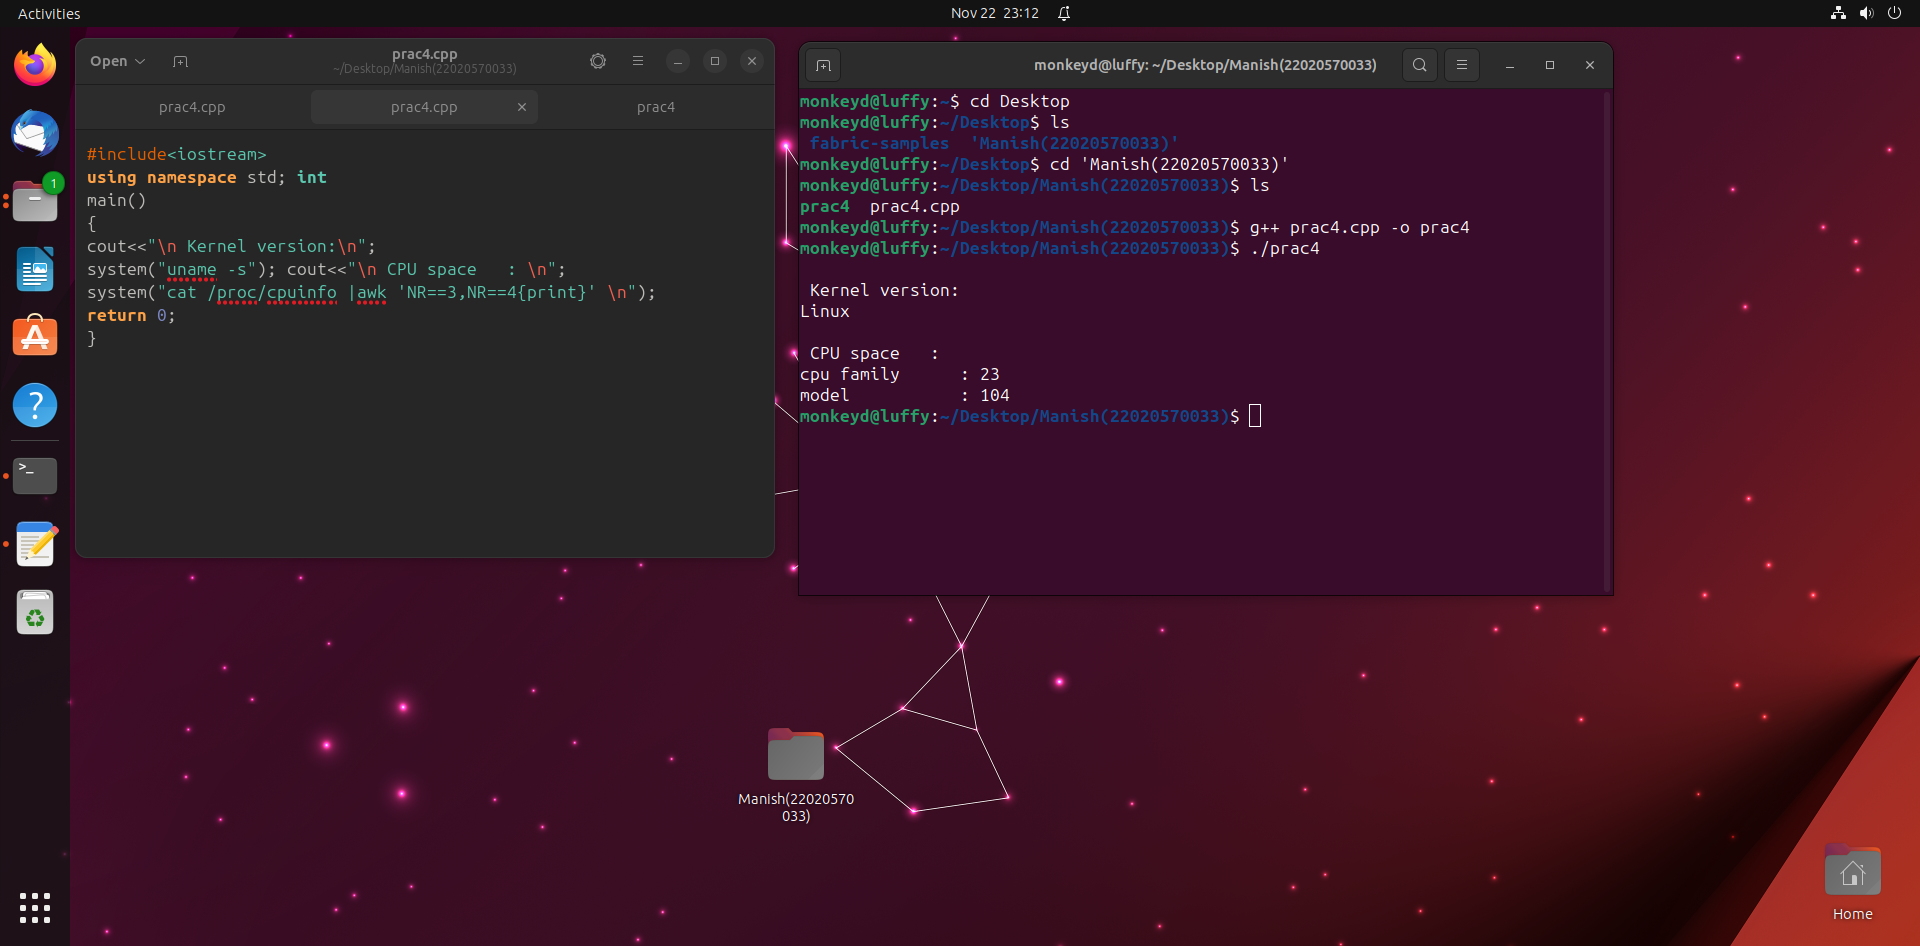 Activities
Nov 22 23:12
Open
prac4.cpp
~/Desktop/Manish(22020570033)
prac4.cpp
prac4.cpp
prac4
#include<iostream>
using namespace std; int
main()
{
cout<<"\n Kernel version:\n";
system("uname -s"); cout<<"\n CPU space   : \n";
system("cat /proc/cpuinfo |awk 'NR==3,NR==4{print}' \n");
return 0;
}
monkeyd@luffy: ~/Desktop/Manish(22020570033)
monkeyd@luffy:~$ cd Desktop
monkeyd@luffy:~/Desktop$ ls
fabric-samples  'Manish(22020570033)'
monkeyd@luffy:~/Desktop$ cd 'Manish(22020570033)'
monkeyd@luffy:~/Desktop/Manish(22020570033)$ ls
prac4  prac4.cpp
monkeyd@luffy:~/Desktop/Manish(22020570033)$ g++ prac4.cpp -o prac4
monkeyd@luffy:~/Desktop/Manish(22020570033)$ ./prac4
Kernel version:
Linux
CPU space   :
cpu family      : 23
model           : 104
monkeyd@luffy:~/Desktop/Manish(22020570033)$
1
?
>_
Manish(22020570
033)
Home